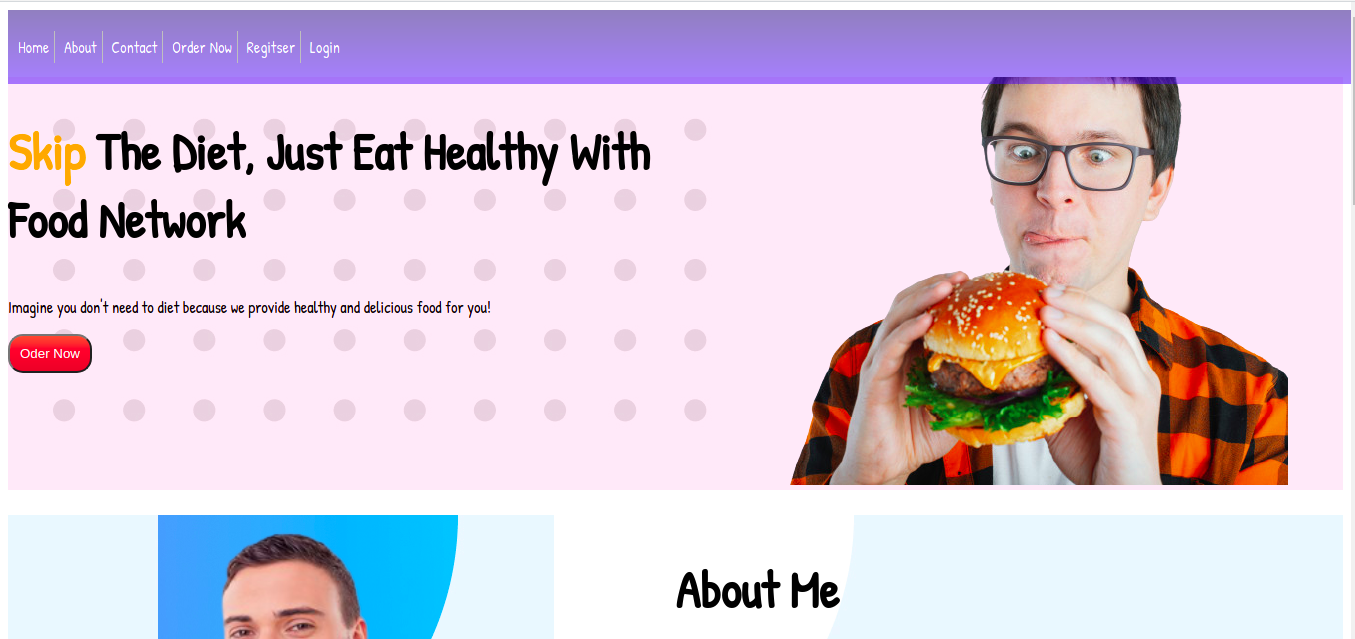 Home About Contact Order Now Regitser Login
Skip The Diet, Just Eat Healthy With
Food Network
Imagine you don't need to diet because we provide healthy and delicious food for you!
Oder Now
About Me